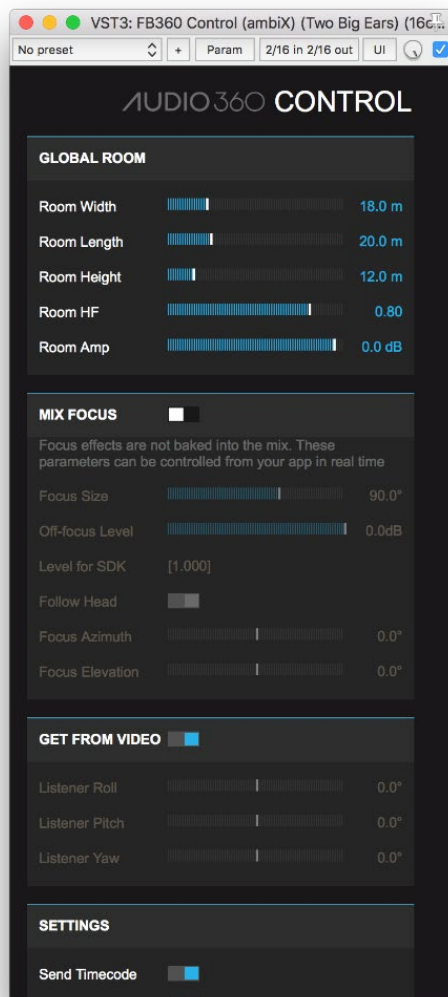 VST3: FB360 Control (ambiX) (Two Big Ears) (16c...
No preset + Param 2/16 in 2/16 out UI
AUDIO360 CONTROL
GLOBAL ROOM
Room Width 18.0 m
Room Length 20.0 m
Room Height 12.0 m
Room HF 0.80
Room Amp 0.0 dB
MIX FOCUS
Focus effects are not baked into the mix. These
parameters can be controlled from your app in real time
Focus Size 90.0°
Off-focus Level 0.0dB
Level for SDK [1.000]
Follow Head
Focus Azimuth 0.0°
Focus Elevation 0.0°
GET FROM VIDEO
Listener Roll 0.0°
Listener Pitch 0.0°
Listener Yaw 0.0°
SETTINGS
Send Timecode